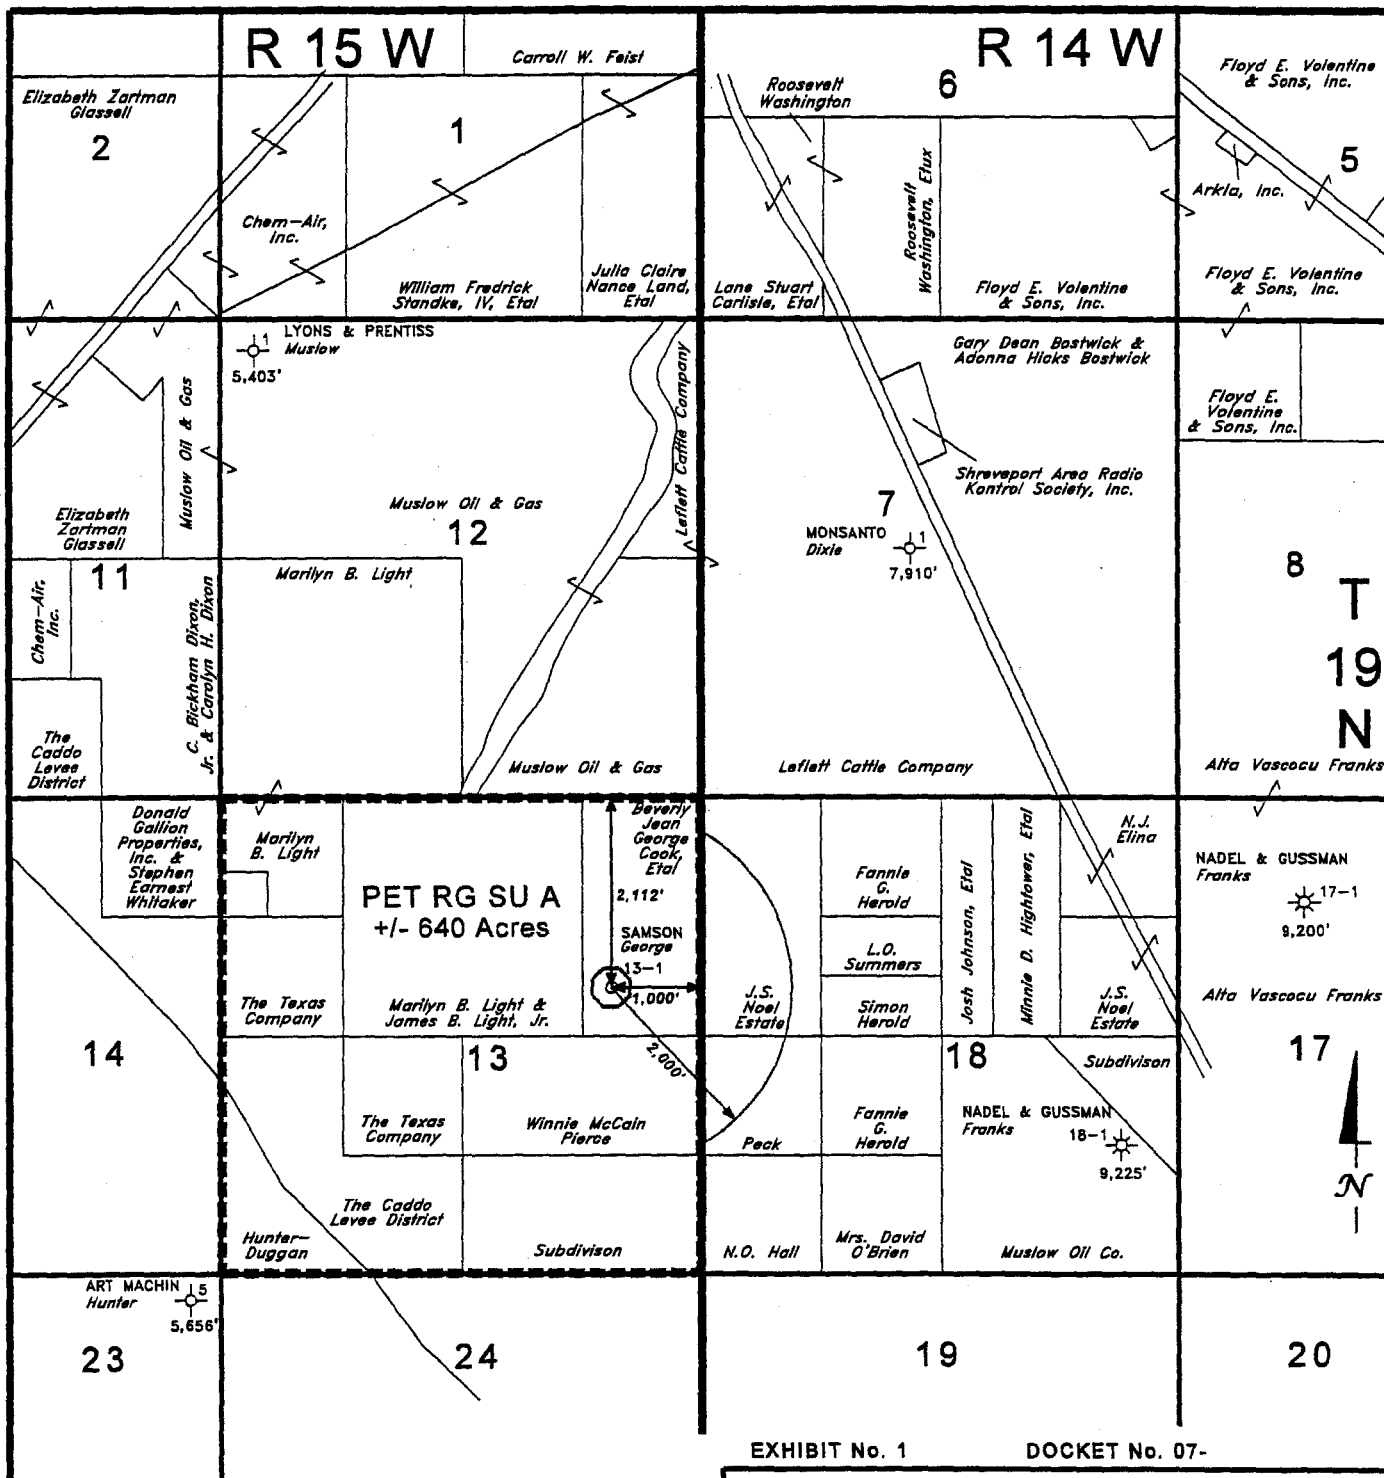 R 15 W
R 14 W
Carroll W. Feist
Elizabeth Zartman
Glassell
2
1
Chem-Air,
Inc.
William Fredrick
Standke, IV, Etal
Julia Claire
Nance Land,
Etal
Roosevelt
Washington
6
Roosevelt
Washington, Etux
Lane Stuart
Carlisle, Etal
Floyd E. Volentine
& Sons, Inc.
Floyd E. Volentine
& Sons, Inc.
5
Arkla, Inc.
Floyd E. Volentine
& Sons, Inc.
LYONS & PRENTISS
Muslow
1
5,403'
Muslow Oil & Gas
Leflett Cattle Company
Gary Dean Bostwick &
Adonna Hicks Bostwick
Floyd E.
Volentine
& Sons, Inc.
Shreveport Area Radio
Kontrol Society, Inc.
Elizabeth
Zartman
Glassell
11
Muslow Oil & Gas
12
7
MONSANTO
Dixie
1
7,910'
8
T
19
N
Chem-Air,
Inc.
C. Bickham Dixon,
Jr. & Carolyn H. Dixon
Marilyn B. Light
The
Caddo
Levee
District
Muslow Oil & Gas
Leflett Cattle Company
Alta Vascocu Franks
Donald
Gallion
Properties,
Inc. &
Stephen
Earnest
Whitaker
Marilyn
B. Light
PET RG SU A
+/- 640 Acres
Beverly
Jean
George
Cook,
Etal
2,112'
SAMSON
George
13-1
1,000'
2,000'
Fannie
G.
Herold
L.O.
Summers
Simon
Herold
Josh Johnson, Etal
Minnie D. Hightower, Etal
N.J.
Elina
NADEL & GUSSMAN
Franks
17-1
9,200'
The Texas
Company
Marilyn B. Light &
James B. Light, Jr.
J.S.
Noel
Estate
J.S.
Noel
Estate
Alta Vascocu Franks
14
13
18
17
Subdivison
The Texas
Company
Winnie McCain
Pierce
Peck
Fannie
G.
Herold
NADEL & GUSSMAN
Franks
18-1
9,225'
N
The Caddo
Levee District
Hunter-
Duggan
Subdivison
N.O. Hall
Mrs. David
O'Brien
Muslow Oil Co.
ART MACHIN
Hunter
5
5,656'
23
24
19
20
EXHIBIT No. 1
DOCKET No. 07-